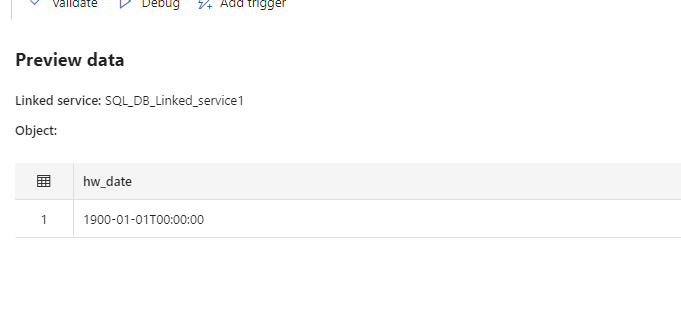 Validate Debug Add trigger
Preview data
Linked service: SQL_DB_Linked_service1
Object:
hw_date
1 1900-01-01T00:00:00